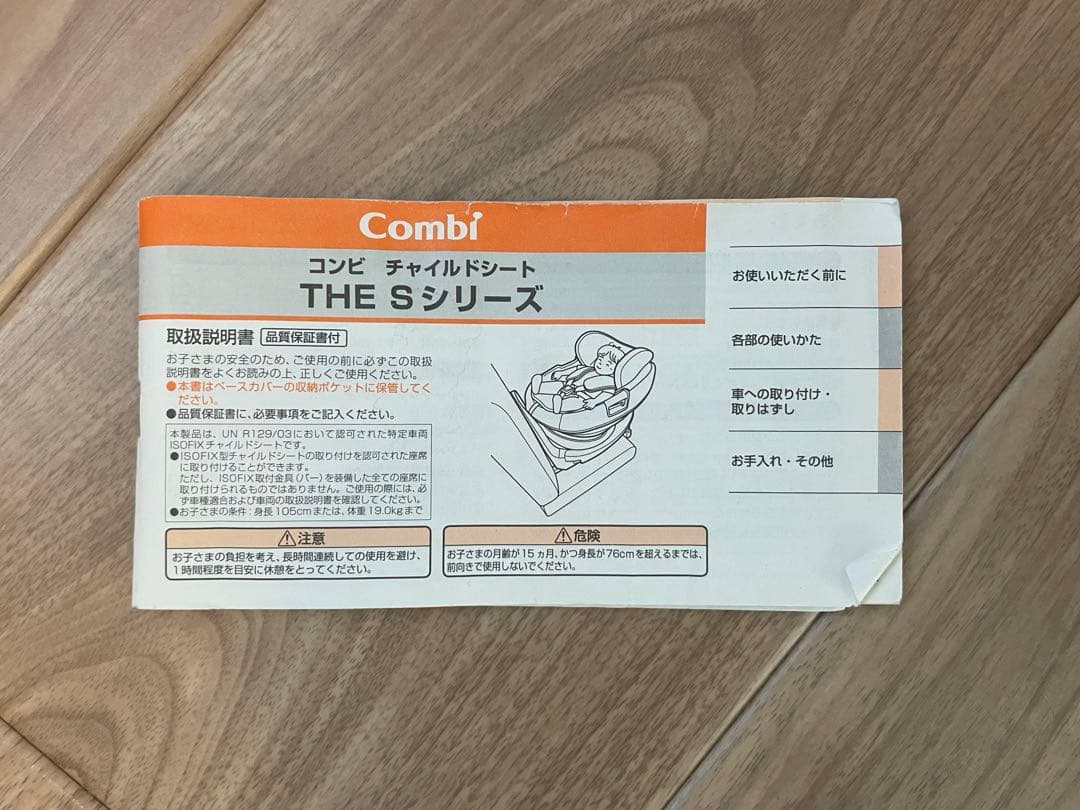 Combi
コンビ チャイルドシート
THE Sシリーズ
取扱説明書 品質保証書付
お子さまの安全のため、ご使用の前に必ずこの取扱
説明書をよくお読みの上、正しくご使用ください。
●本書はベースカバーの収納ポケットに保管してく
ださい。
●品質保証書に、必要事項をご記入ください。
本製品は、UN R129/03において認可された特定車両
ISOFIXチャイルドシートです。
●ISOFIX型チャイルドシートの取り付けを認可された座席
に取り付けることができます。
ただし、ISOFIX取付金具(バー)を装備した全ての座席に
取り付けられるものではありません。ご使用の際には、必
ず車種適合および車両の取扱説明書を確認してください。
●お子さまの条件:身長105cmまたは、体重19.0kgまで
注意
お子さまの負担を考え、長時間連続しての使用を避け、
1時間程度を目安に休憩をとってください。
危険
お子さまの月齢が15ヵ月、かつ身長が76cmを超えるまでは、
前向きで使用しないでください。
お使いいただく前に
各部の使いかた
車への取り付け・
取りはずし
お手入れ・その他